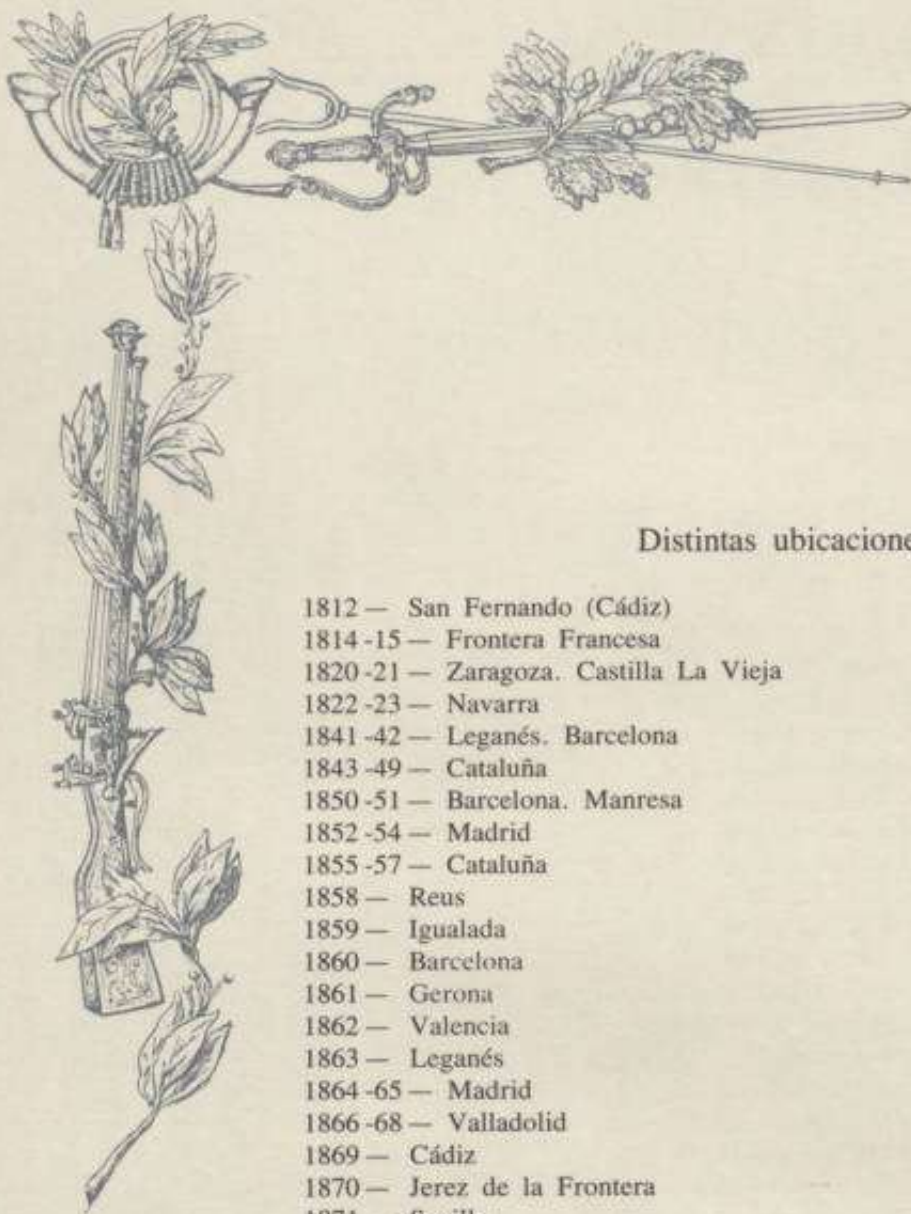 Distintas ubicacione
1812 — San Fernando (Cádiz)
1814 -15 — Frontera Francesa
1820 -21 — Zaragoza. Castilla La Vieja
1822 -23 — Navarra
1841 -42 — Leganés. Barcelona
1843 -49 — Cataluña
1850 -51 — Barcelona. Manresa
1852 -54 — Madrid
1855 -57 — Cataluña
1858 — Reus
1859 — Igualada
1860 — Barcelona
1861 — Gerona
1862 — Valencia
1863 — Leganés
1864 -65 — Madrid
1866 -68 — Valladolid
1869 — Cádiz
1870 — Jerez de la Frontera